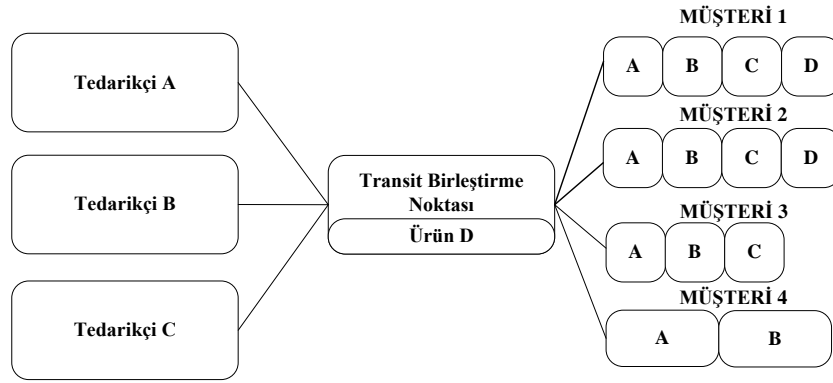 Tedarikçi A
Tedarikçi B
Tedarikçi C
Transit Birleştirme
Noktası
Ürün D
MÜŞTERİ 1
A B C D
MÜŞTERİ 2
A B C D
MÜŞTERİ 3
A B C
MÜŞTERİ 4
A B